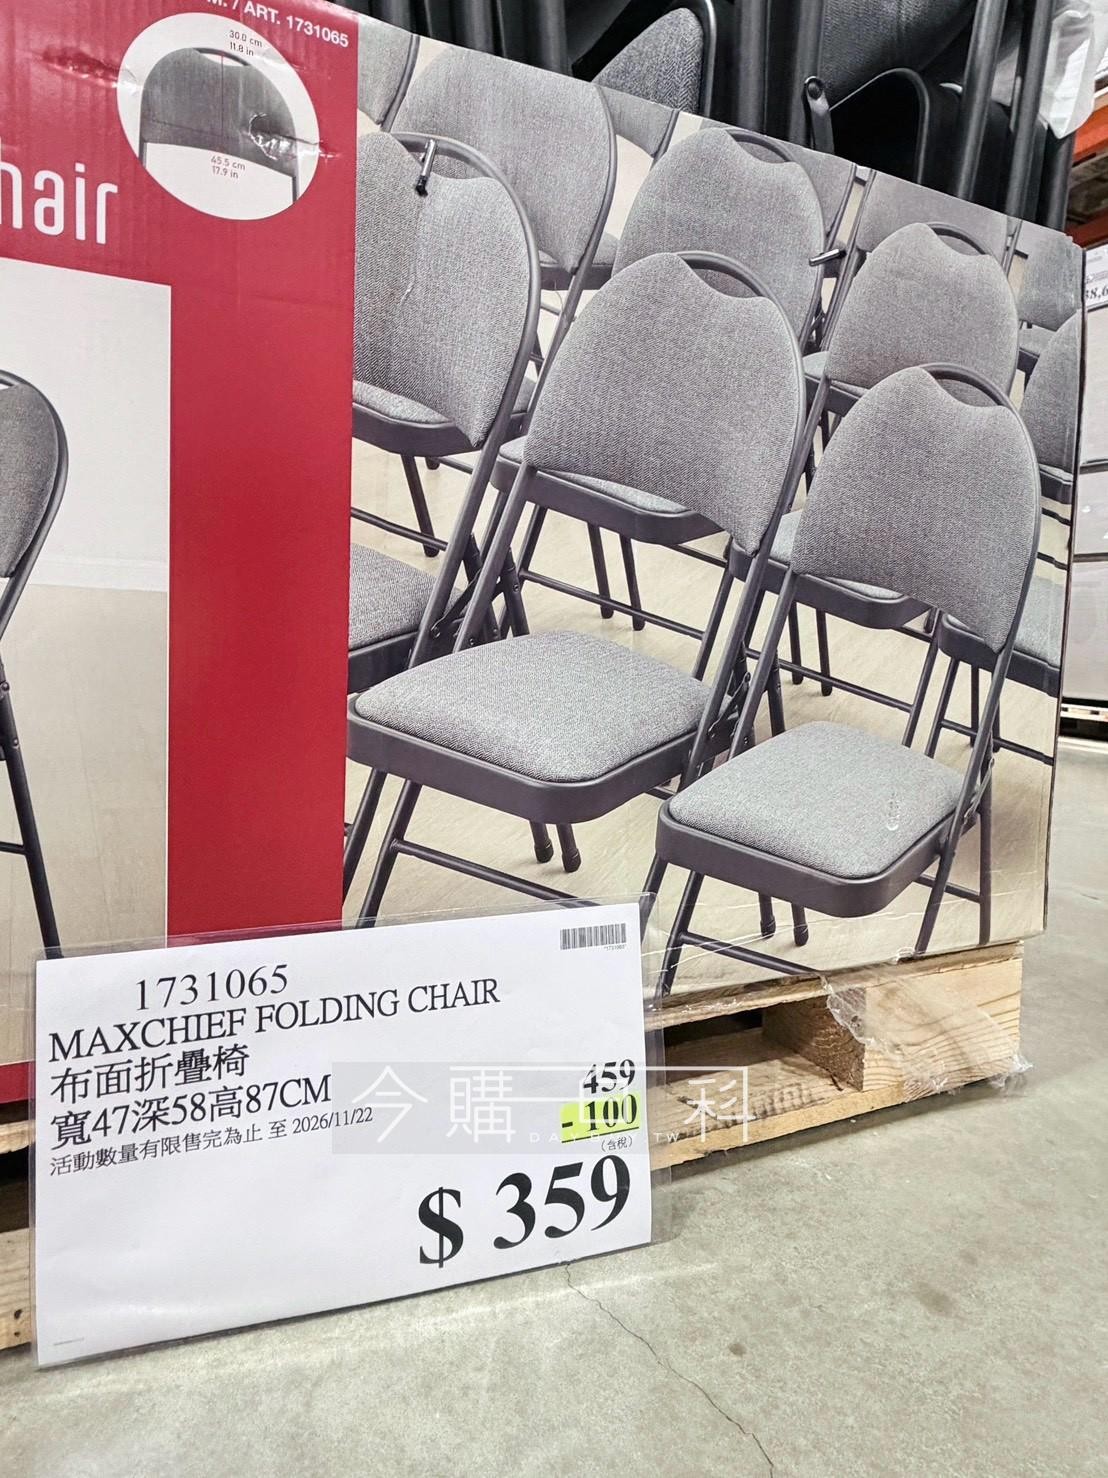 M. / ART. 1731065
30.0 cm
11.8 in
45.5 cm
17.9 in
hair
1731065
MAXCHIEF FOLDING CHAIR
布面折疊椅
寬47深58高87CM
活動數量有限售完為止 至 2026/11/22
459
- 100
(含稅)
$ 359
今購百科